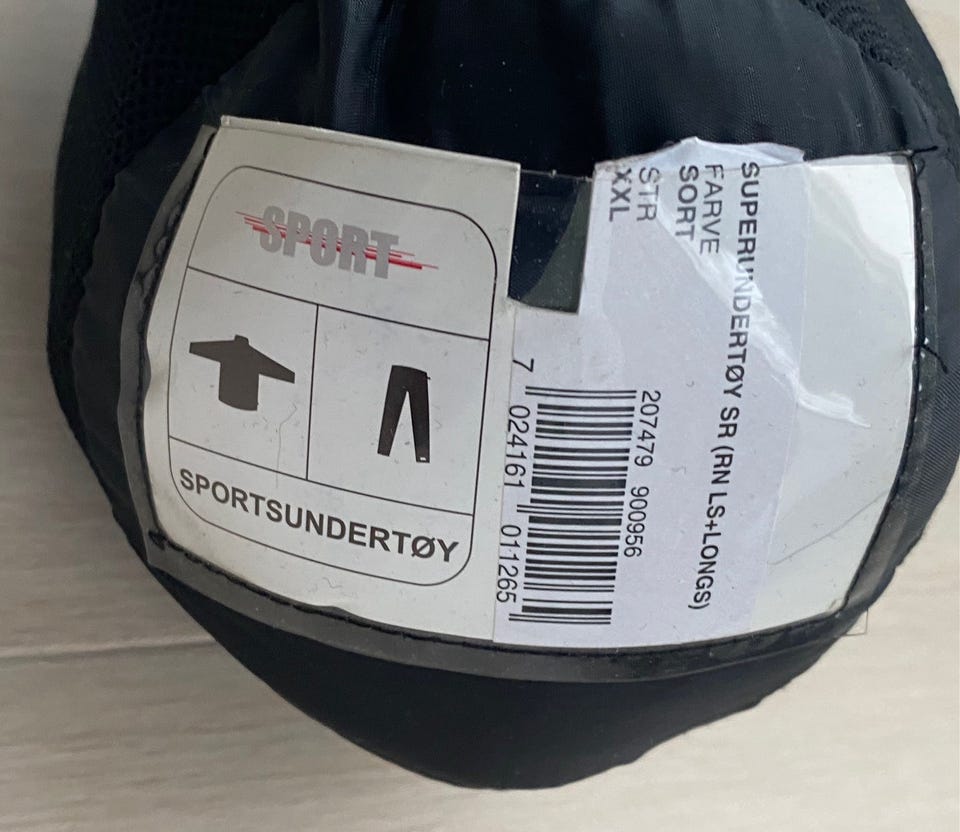 SPORT
SPORTSUNDERTØY
SUPERUNDERTØY SR (RN LS+LONGS)
FARVE
SORT
STR
XXL
207479 900956
7 024161 011265